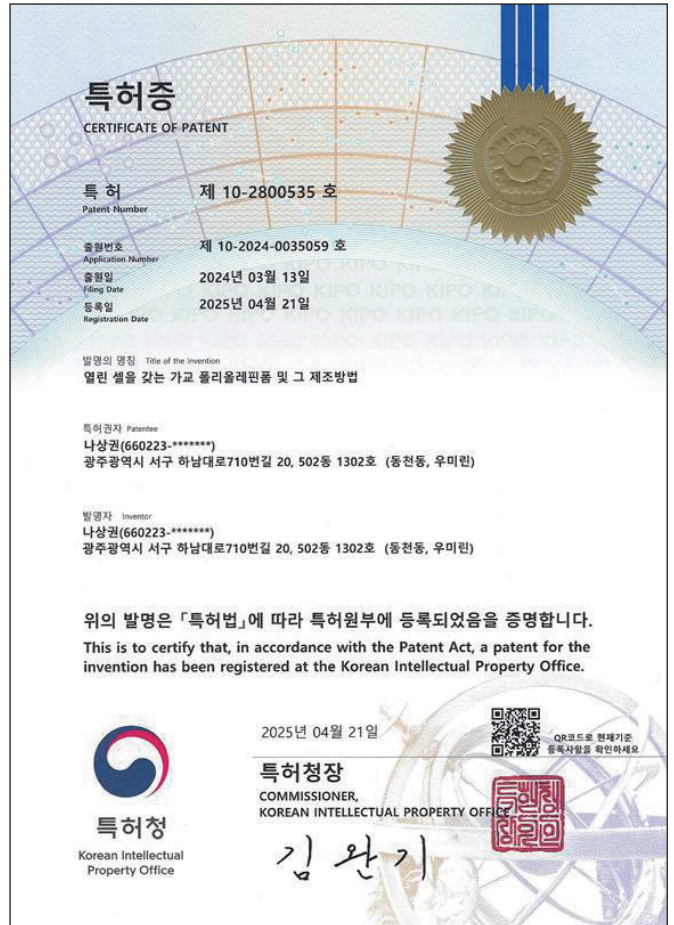 특허증
CERTIFICATE OF PATENT
특 허 제 10-2800535 호
Patent Number
출원번호 제 10-2024-0035059 호
Application Number
출원일 2024년 03월 13일
Filing Date
등록일 2025년 04월 21일
Registration Date
KIPO KIPO KIPO
발명의 명칭 Title of the Invention
열린 셀을 갖는 가교 폴리올레핀폼 및 그 제조방법
특허권자 Patentee
나상권(660223-*******)
광주광역시 서구 하남대로710번길 20, 502동 1302호 (동천동, 우미린)
발명자 Inventor
나상권(660223-*******)
광주광역시 서구 하남대로710번길 20, 502동 1302호 (동천동, 우미린)
위의 발명은 「특허법」에 따라 특허원부에 등록되었음을 증명합니다.
This is to certify that, in accordance with the Patent Act, a patent for the
invention has been registered at the Korean Intellectual Property Office.
2025년 04월 21일
QR코드로 현재기준
등록사항을 확인하세요
특허청장
COMMISSIONER,
KOREAN INTELLECTUAL PROPERTY OFFICE
김완기
특허청
Korean Intellectual
Property Office